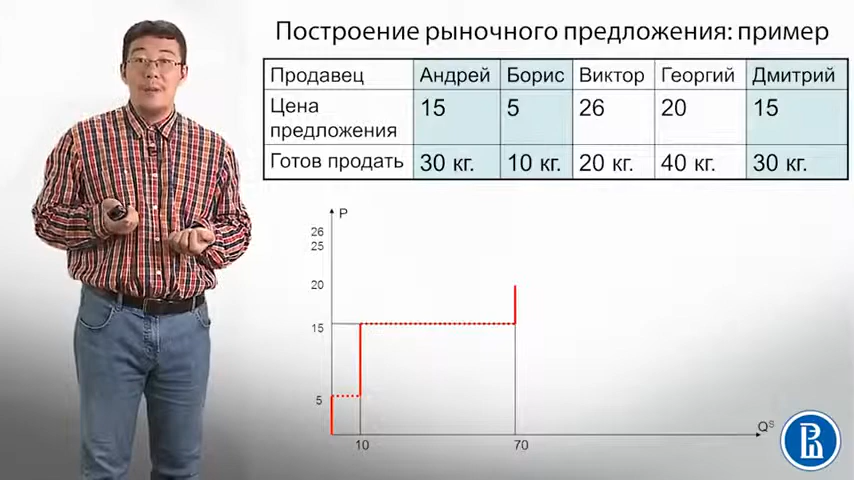 Построение рыночного предложения: пример
Продавец Андрей Борис Виктор Георгий Дмитрий
Цена предложения 15 5 26 20 15
Готов продать 30 кг. 10 кг. 20 кг. 40 кг. 30 кг.
P
26
25
20
15
5
10 70
Qˢ